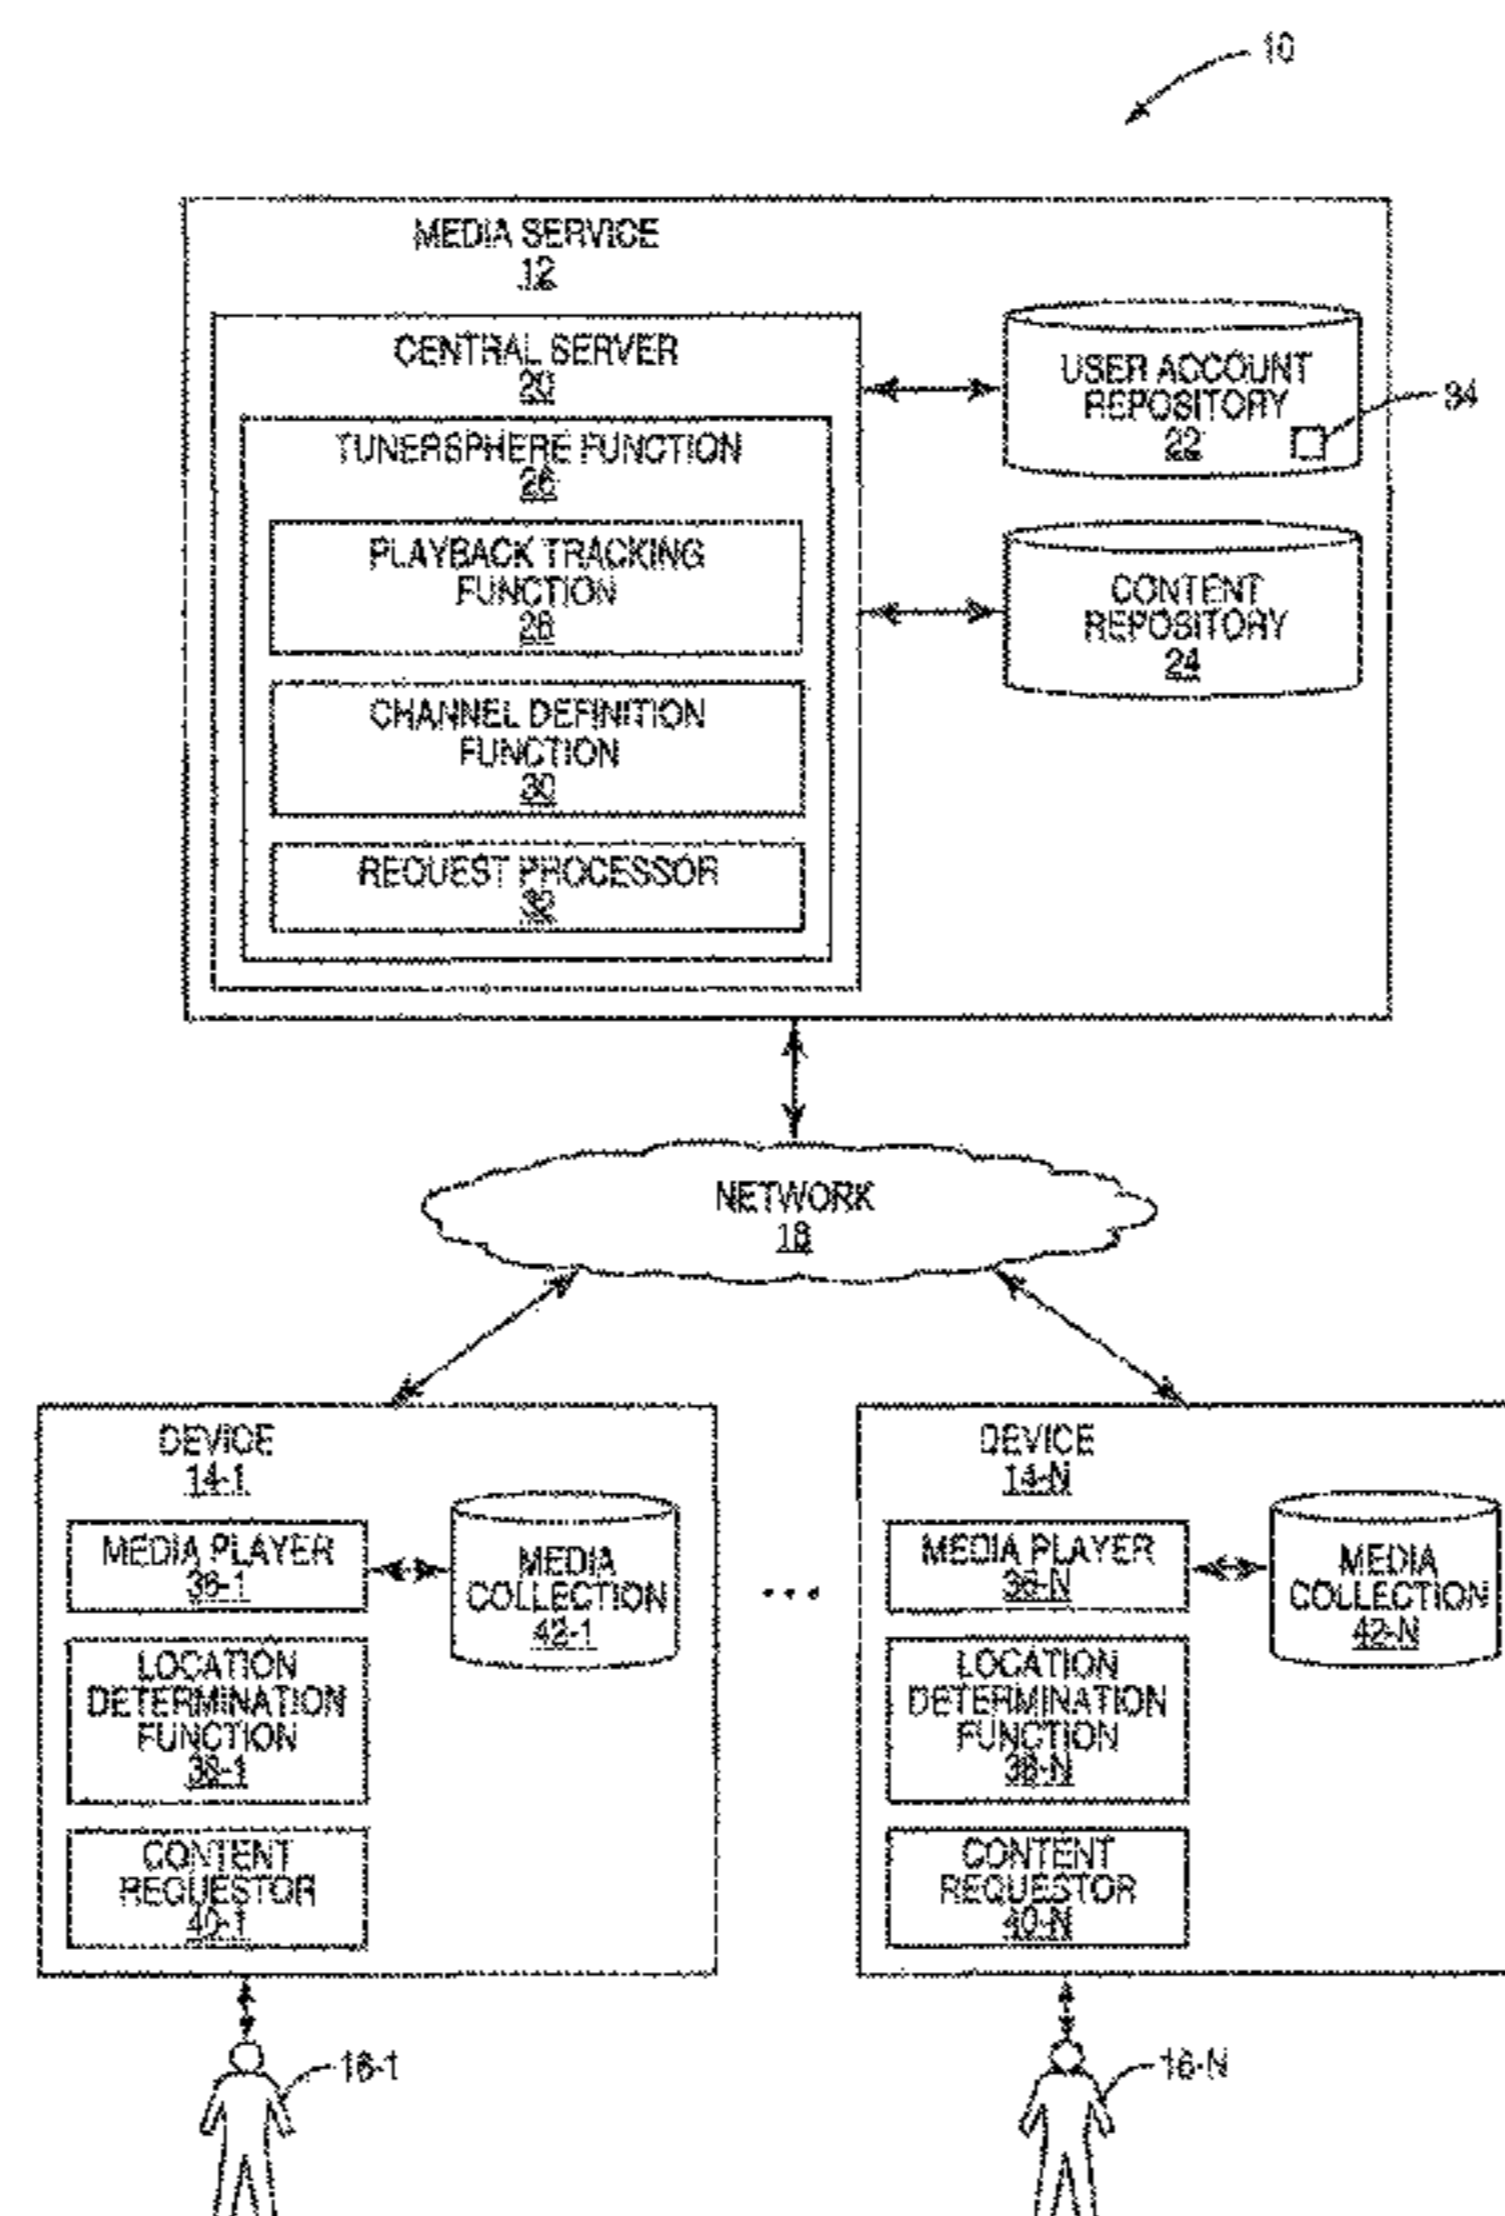 10
MEDIA SERVICE
12
CENTRAL SERVER
20
USER ACCOUNT
REPOSITORY
22
34
TUNERSPHERE FUNCTION
26
PLAYBACK TRACKING
FUNCTION
28
CONTENT
REPOSITORY
24
CHANNEL DEFINITION
FUNCTION
30
REQUEST PROCESSOR
32
NETWORK
18
DEVICE
14-1
MEDIA PLAYER
36-1
MEDIA
COLLECTION
42-1
LOCATION
DETERMINATION
FUNCTION
38-1
CONTENT
REQUESTOR
40-1
16-1
...
DEVICE
14-N
MEDIA PLAYER
36-N
MEDIA
COLLECTION
42-N
LOCATION
DETERMINATION
FUNCTION
38-N
CONTENT
REQUESTOR
40-N
16-N